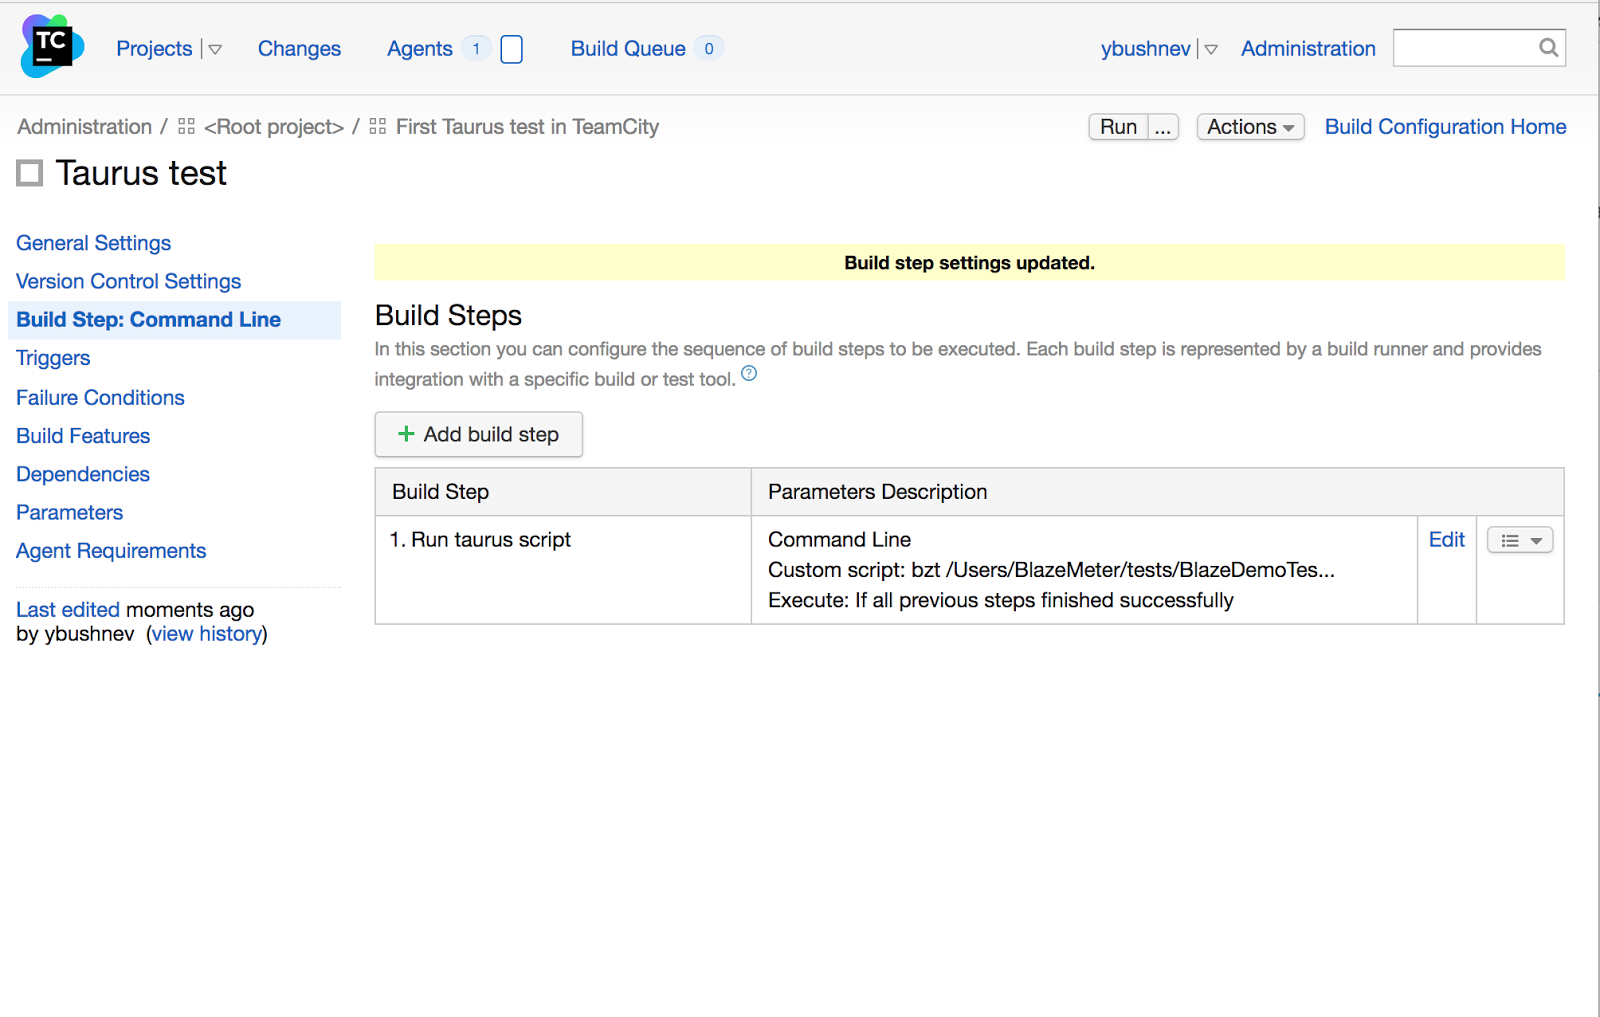 TC
Projects
Changes
Agents 1
Build Queue 0
ybushnev
Administration
Administration / <Root project> / First Taurus test in TeamCity
Run ...
Actions
Build Configuration Home
Taurus test
General Settings
Version Control Settings
Build Step: Command Line
Triggers
Failure Conditions
Build Features
Dependencies
Parameters
Agent Requirements
Last edited moments ago
by ybushnev (view history)
Build step settings updated.
Build Steps
In this section you can configure the sequence of build steps to be executed. Each build step is represented by a build runner and provides
integration with a specific build or test tool. ?
+ Add build step
Build Step
Parameters Description
1. Run taurus script
Command Line
Custom script: bzt /Users/BlazeMeter/tests/BlazeDemoTes...
Execute: If all previous steps finished successfully
Edit